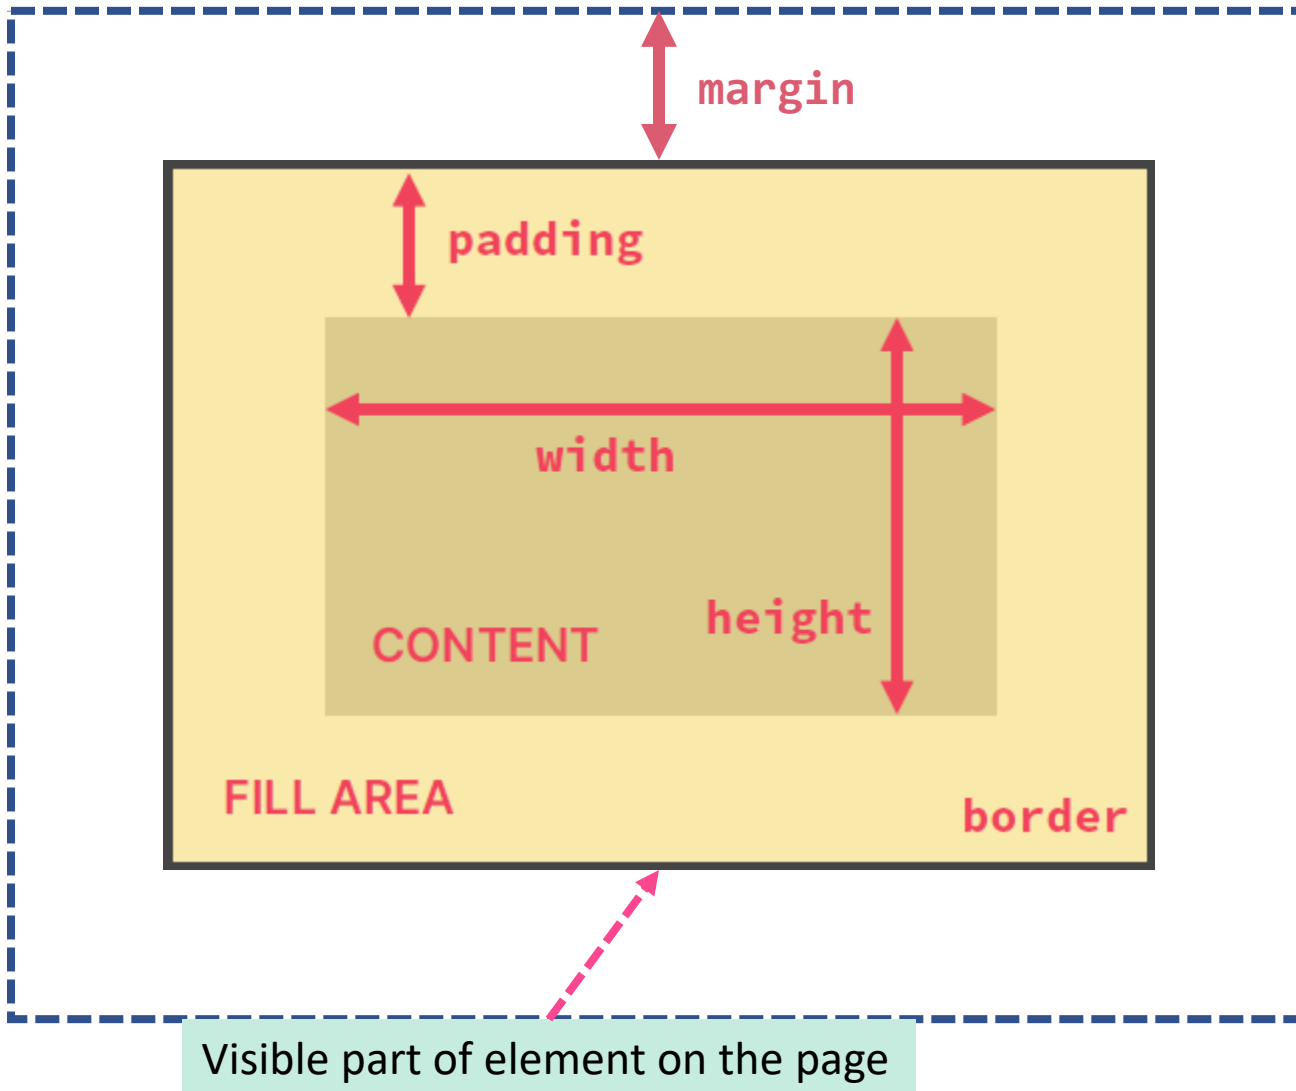 margin
padding
width
height
CONTENT
FILL AREA
border
Visible part of element on the page